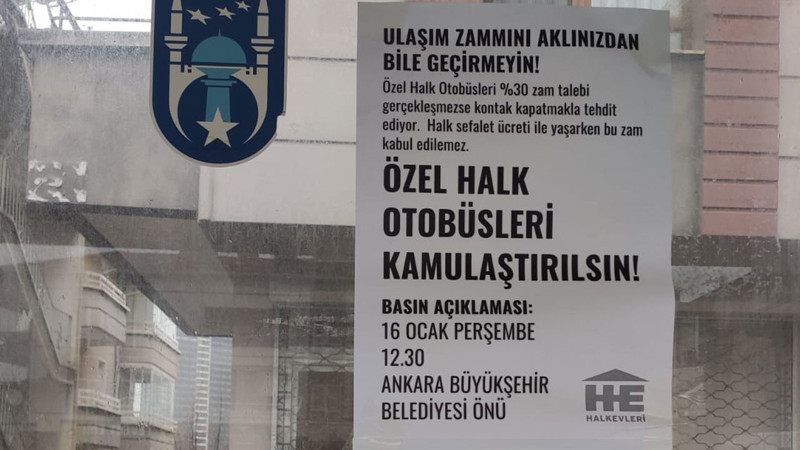 ULAŞIM ZAMMINI AKLINIZDAN
BİLE GEÇİRMEYİN!
Özel Halk Otobüsleri %30 zam talebi
gerçekleşmezse kontak kapatmakla tehdit
ediyor. Halk sefalet ücreti ile yaşarken bu zam
kabul edilemez.
ÖZEL HALK
OTOBÜSLERİ
KAMULAŞTIRILSIN!
BASIN AÇIKLAMASI:
16 OCAK PERŞEMBE
12.30
ANKARA BÜYÜKŞEHİR
BELEDİYESİ ÖNÜ
HE
HALKEVLERİ